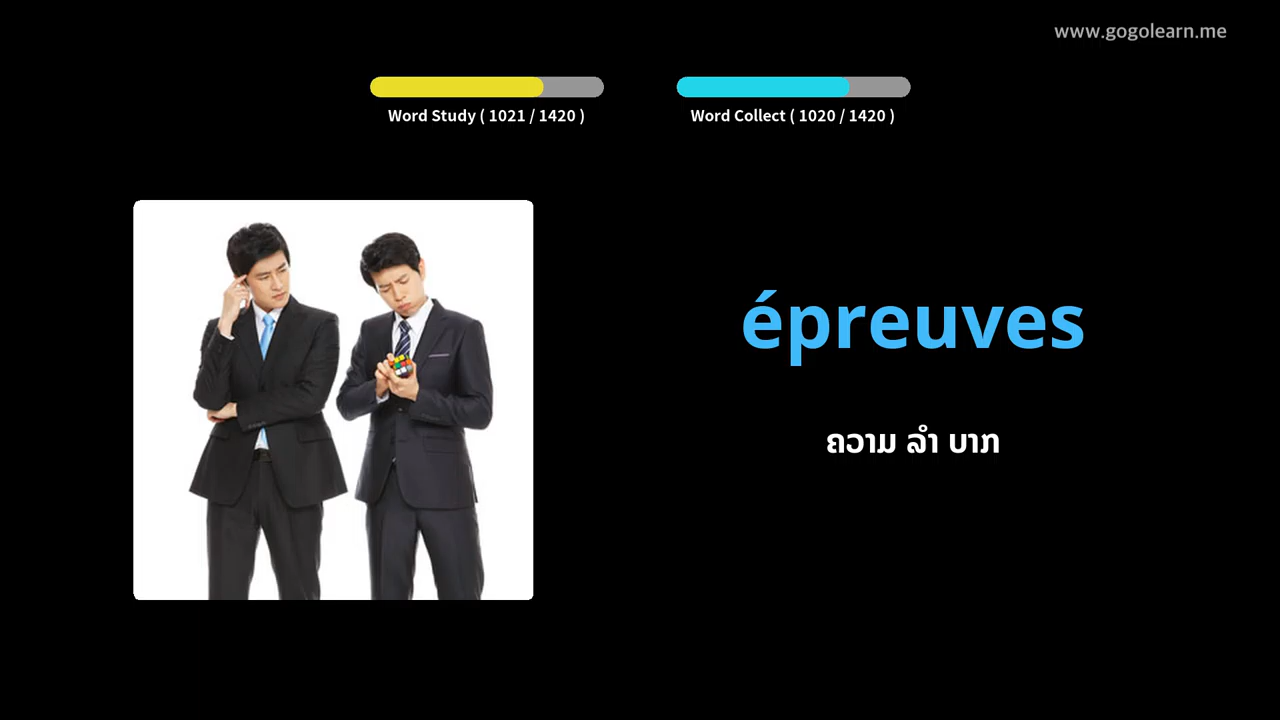 www.gogolearn.me
Word Study ( 1021 / 1420 )
Word Collect ( 1020 / 1420 )
épreuves
ຄວາມ ລຳ ບາກ